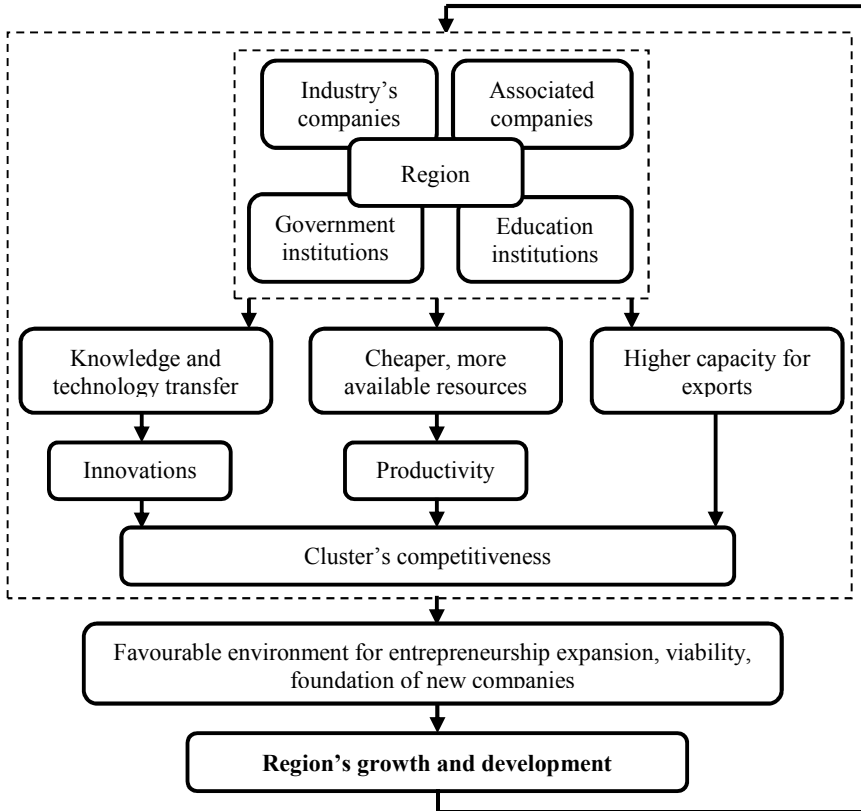 Industry's
companies
Associated
companies
Region
Government
institutions
Education
institutions
Knowledge and
technology transfer
Cheaper, more
available resources
Higher capacity for
exports
Innovations
Productivity
Cluster's competitiveness
Favourable environment for entrepreneurship expansion, viability,
foundation of new companies
Region's growth and development